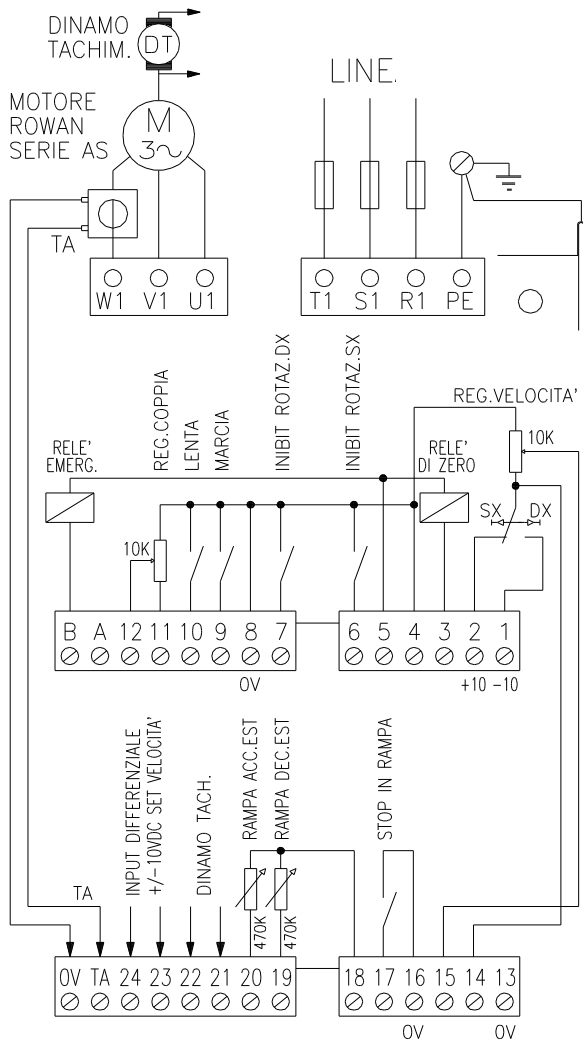 DINAMO
TACHIM.
DT
LINE.
MOTORE
ROWAN
SERIE AS
M
3~
TA
W1 V1 U1
T1 S1 R1 PE
REG.COPPIA
LENTA
MARCIA
INIBIT ROTAZ.DX
INIBIT ROTAZ.SX
REG.VELOCITA'
10K
RELE'
EMERG.
RELE'
DI ZERO
SX DX
10K
B A 12 11 10 9 8 7
6 5 4 3 2 1
0V
+10 -10
INPUT DIFFERENZIALE
+/-10VDC SET VELOCITA'
DINAMO TACH.
RAMPA ACC.EST
RAMPA DEC.EST
STOP IN RAMPA
TA
470K
470K
0V TA 24 23 22 21 20 19
18 17 16 15 14 13
0V
0V